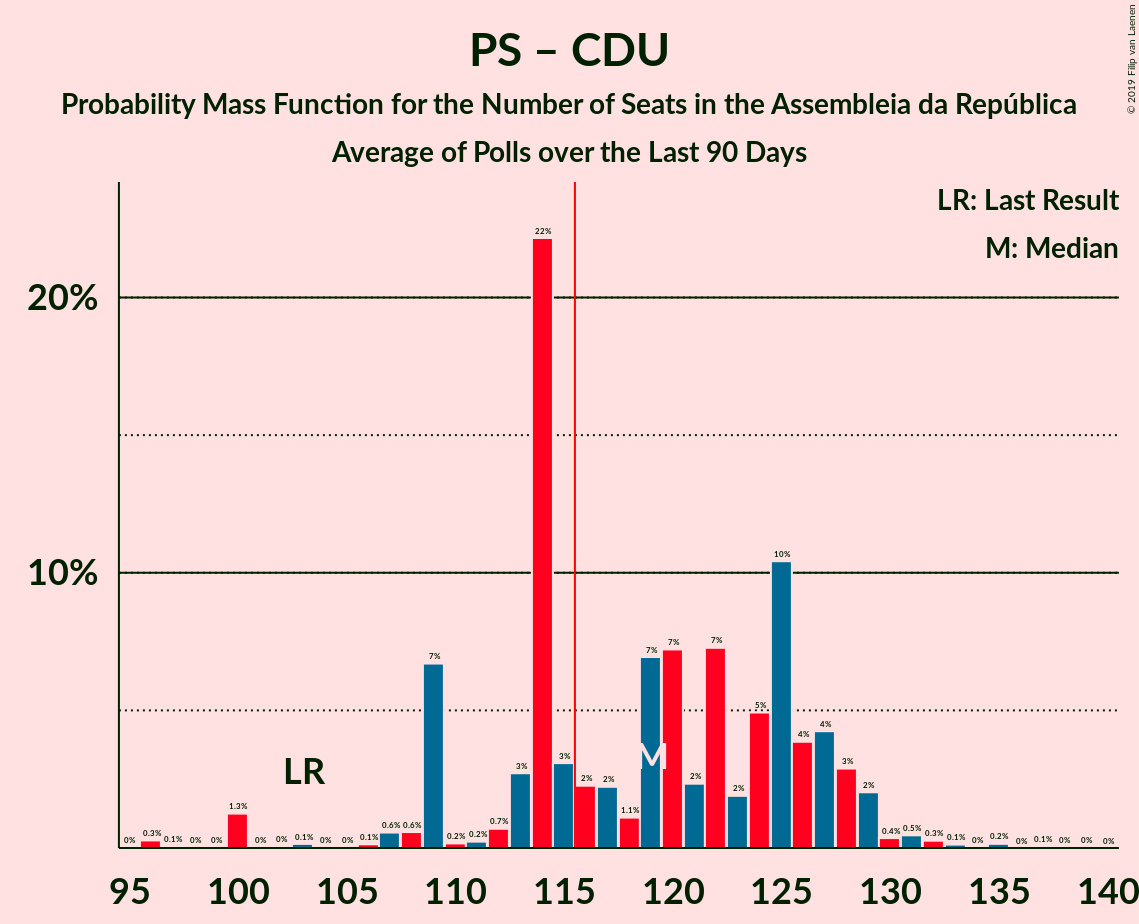 PS – CDU
Probability Mass Function for the Number of Seats in the Assembleia da República
Average of Polls over the Last 90 Days
© 2019 Filip van Laenen
LR: Last Result
M: Median
20%
10%
0% 0.3% 0.1% 0% 0% 1.3% 0% 0% 0.1% 0% 0% 0.1% 0.6% 0.6% 7% 0.2% 0.2% 0.7% 3% 22% 3% 2% 2% 1.1% 7% 7% 2% 7% 2% 5% 10% 4% 4% 3% 2% 0.4% 0.5% 0.3% 0.1% 0% 0.2% 0% 0.1% 0% 0% 0%
LR
M
95 100 105 110 115 120 125 130 135 140